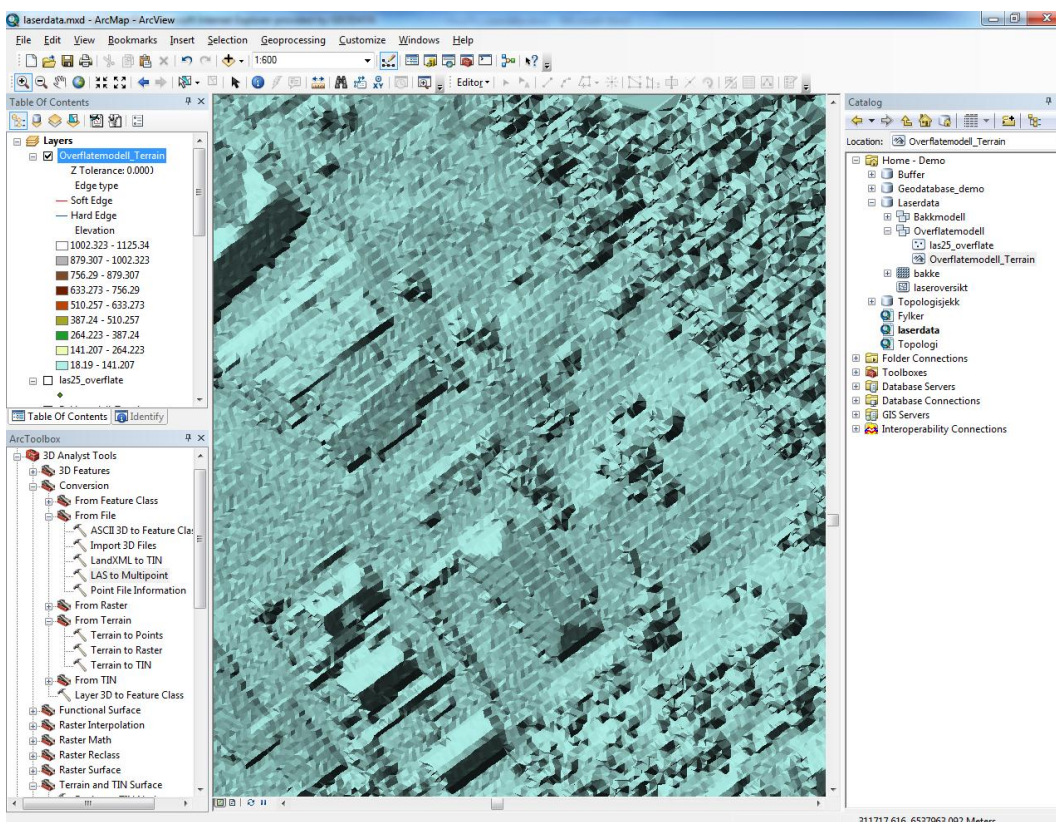 laserdata.mxd - ArcMap - ArcView
File Edit View Bookmarks Insert Selection Geoprocessing Customize Windows Help
1:600
Editor
Table Of Contents
Layers
Overflatemodell_Terrain
Z Tolerance: 0.000)
Edge type
Soft Edge
Hard Edge
Elevation
1002.323 - 1125.34
879.307 - 1002.323
756.29 - 879.307
633.273 - 756.29
510.257 - 633.273
387.24 - 510.257
264.223 - 387.24
141.207 - 264.223
18.19 - 141.207
las25_overflate
Table Of Contents Identify
ArcToolbox
3D Analyst Tools
3D Features
Conversion
From Feature Class
From File
ASCII 3D to Feature Clas
Import 3D Files
LandXML to TIN
LAS to Multipoint
Point File Information
From Raster
From Terrain
Terrain to Points
Terrain to Raster
Terrain to TIN
From TIN
Layer 3D to Feature Class
Functional Surface
Raster Interpolation
Raster Math
Raster Reclass
Raster Surface
Terrain and TIN Surface
Catalog
Location: Overflatemodell_Terrain
Home - Demo
Buffer
Geodatabase_demo
Laserdata
Bakkmodell
Overflatemodell
las25_overflate
Overflatemodell_Terrain
bakke
laseroversikt
Topologisjekk
Fylker
laserdata
Topologi
Folder Connections
Toolboxes
Database Servers
Database Connections
GIS Servers
Interoperability Connections
311717,616 6537963,092 Meters